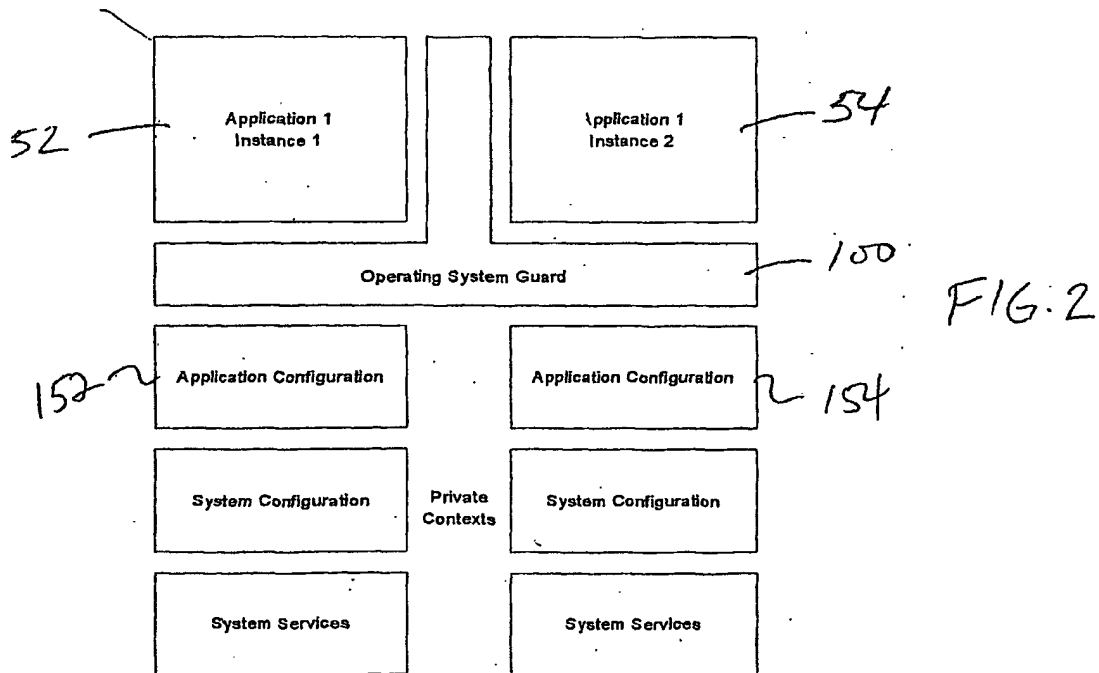 Application 1
Instance 1
Application 1
Instance 2
52
54
Operating System Guard
100
FIG. 2
Application Configuration
Application Configuration
152
154
System Configuration
Private
Contexts
System Configuration
System Services
System Services